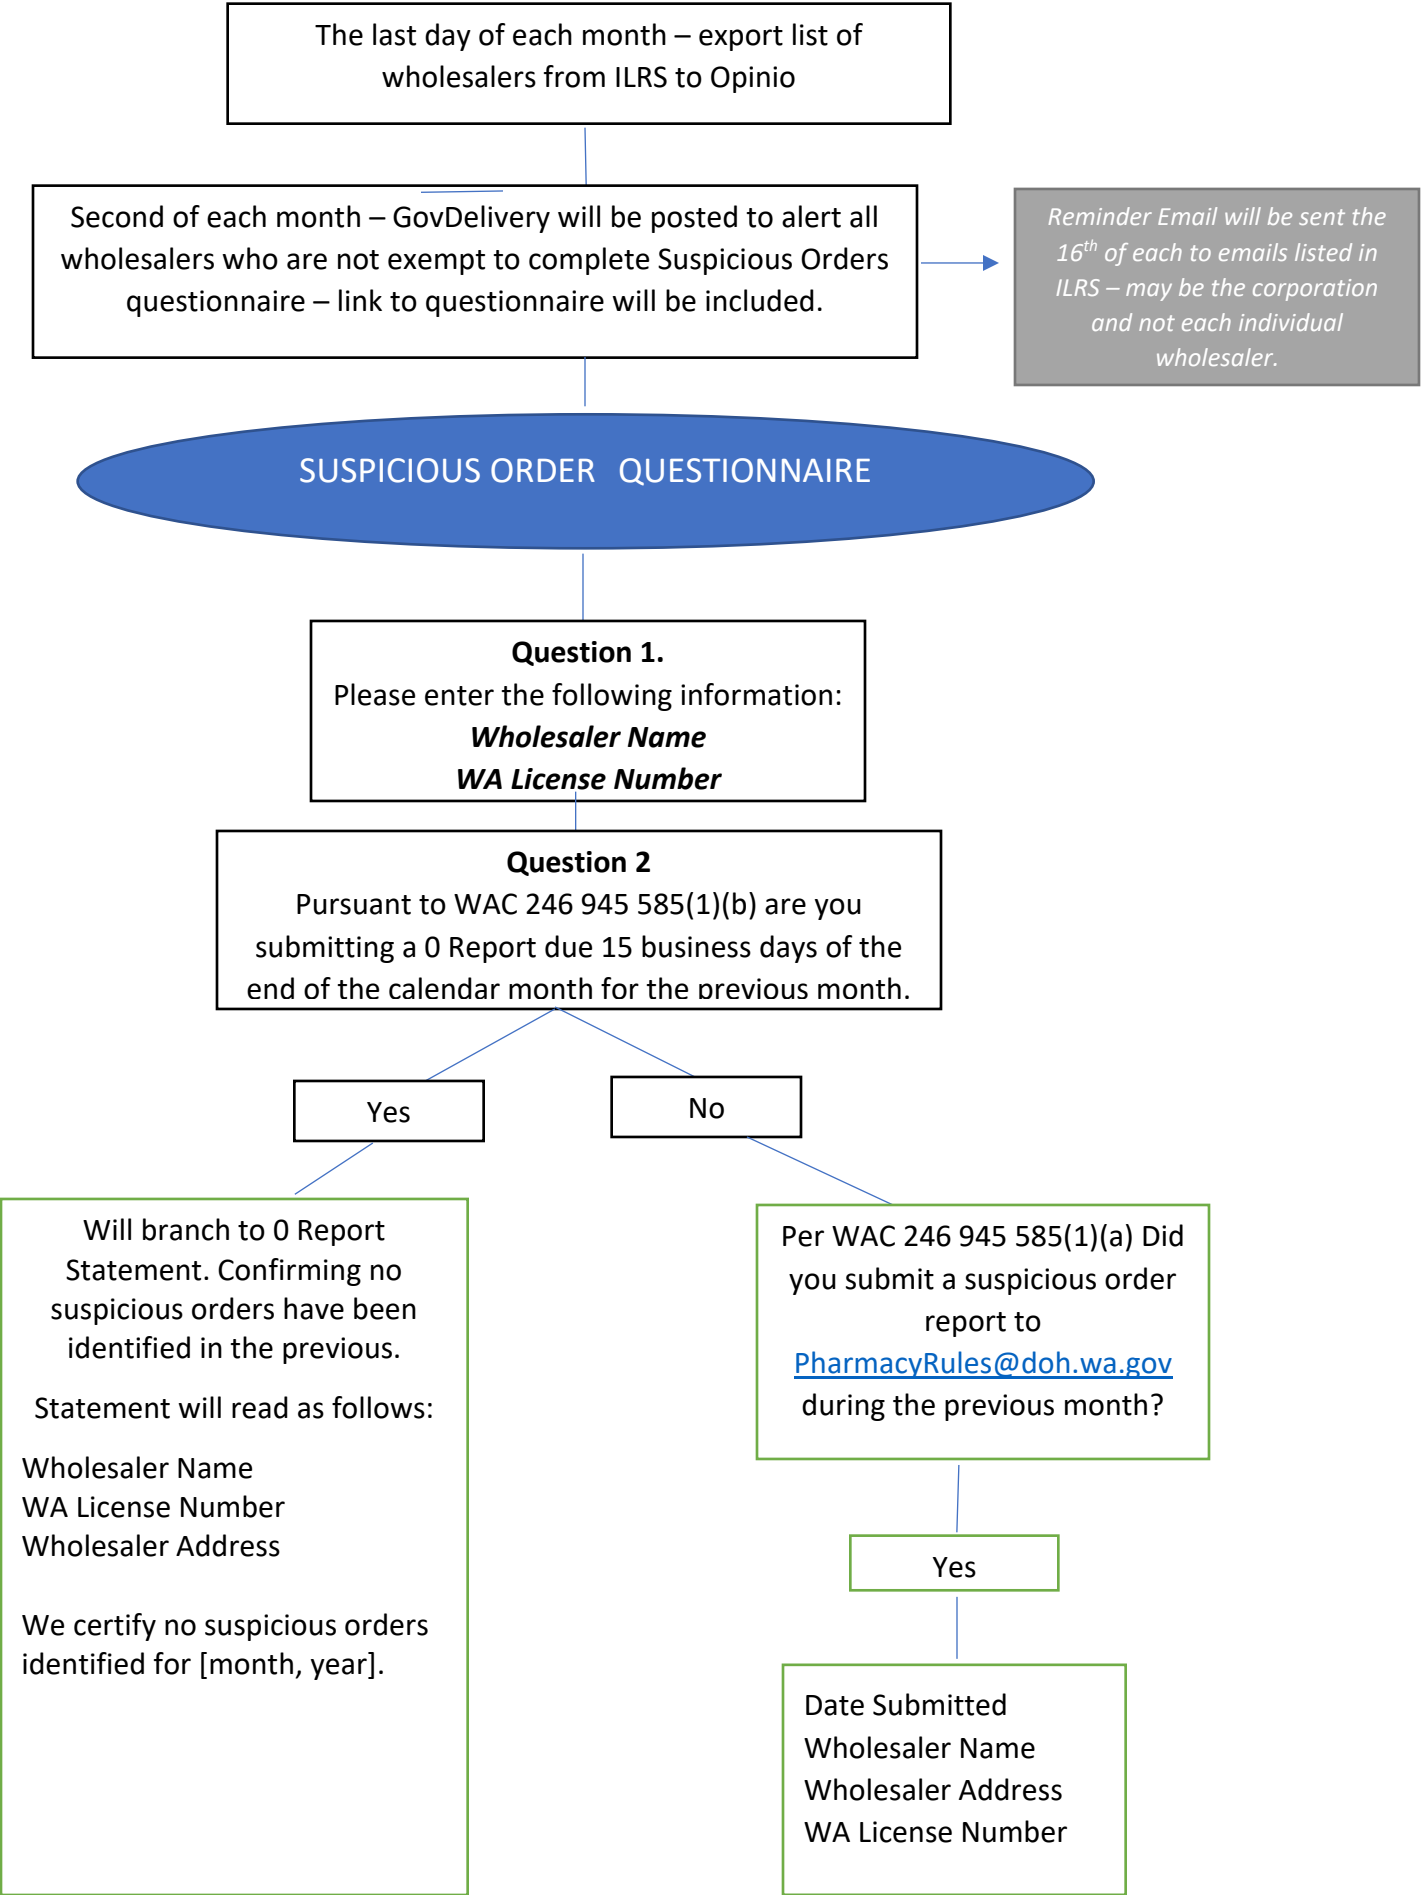 The last day of each month – export list of
wholesalers from ILRS to Opinio
Second of each month – GovDelivery will be posted to alert all
wholesalers who are not exempt to complete Suspicious Orders
questionnaire – link to questionnaire will be included.
Reminder Email will be sent the
16th of each to emails listed in
ILRS – may be the corporation
and not each individual
wholesaler.
SUSPICIOUS ORDER QUESTIONNAIRE
Question 1.
Please enter the following information:
Wholesaler Name
WA License Number
Question 2
Pursuant to WAC 246 945 585(1)(b) are you
submitting a 0 Report due 15 business days of the
end of the calendar month for the previous month.
Yes
No
Will branch to 0 Report
Statement. Confirming no
suspicious orders have been
identified in the previous.
Statement will read as follows:
Wholesaler Name
WA License Number
Wholesaler Address
We certify no suspicious orders
identified for [month, year].
Per WAC 246 945 585(1)(a) Did
you submit a suspicious order
report to
PharmacyRules@doh.wa.gov
during the previous month?
Yes
Date Submitted
Wholesaler Name
Wholesaler Address
WA License Number